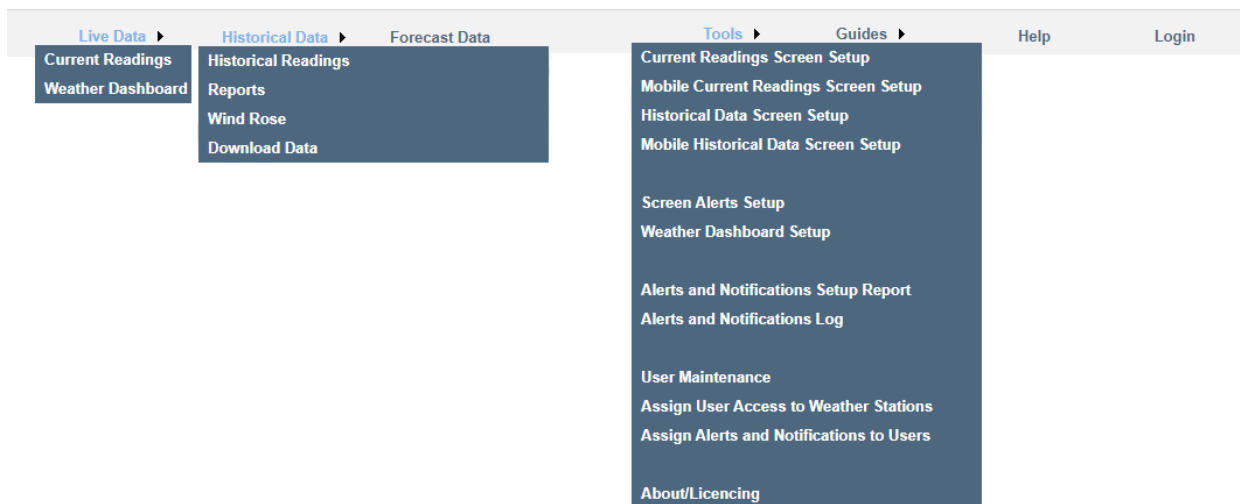 Live Data Historical Data Forecast Data Tools Guides Help Login
Current Readings
Weather Dashboard
Historical Readings
Reports
Wind Rose
Download Data
Current Readings Screen Setup
Mobile Current Readings Screen Setup
Historical Data Screen Setup
Mobile Historical Data Screen Setup
Screen Alerts Setup
Weather Dashboard Setup
Alerts and Notifications Setup Report
Alerts and Notifications Log
User Maintenance
Assign User Access to Weather Stations
Assign Alerts and Notifications to Users
About/Licencing